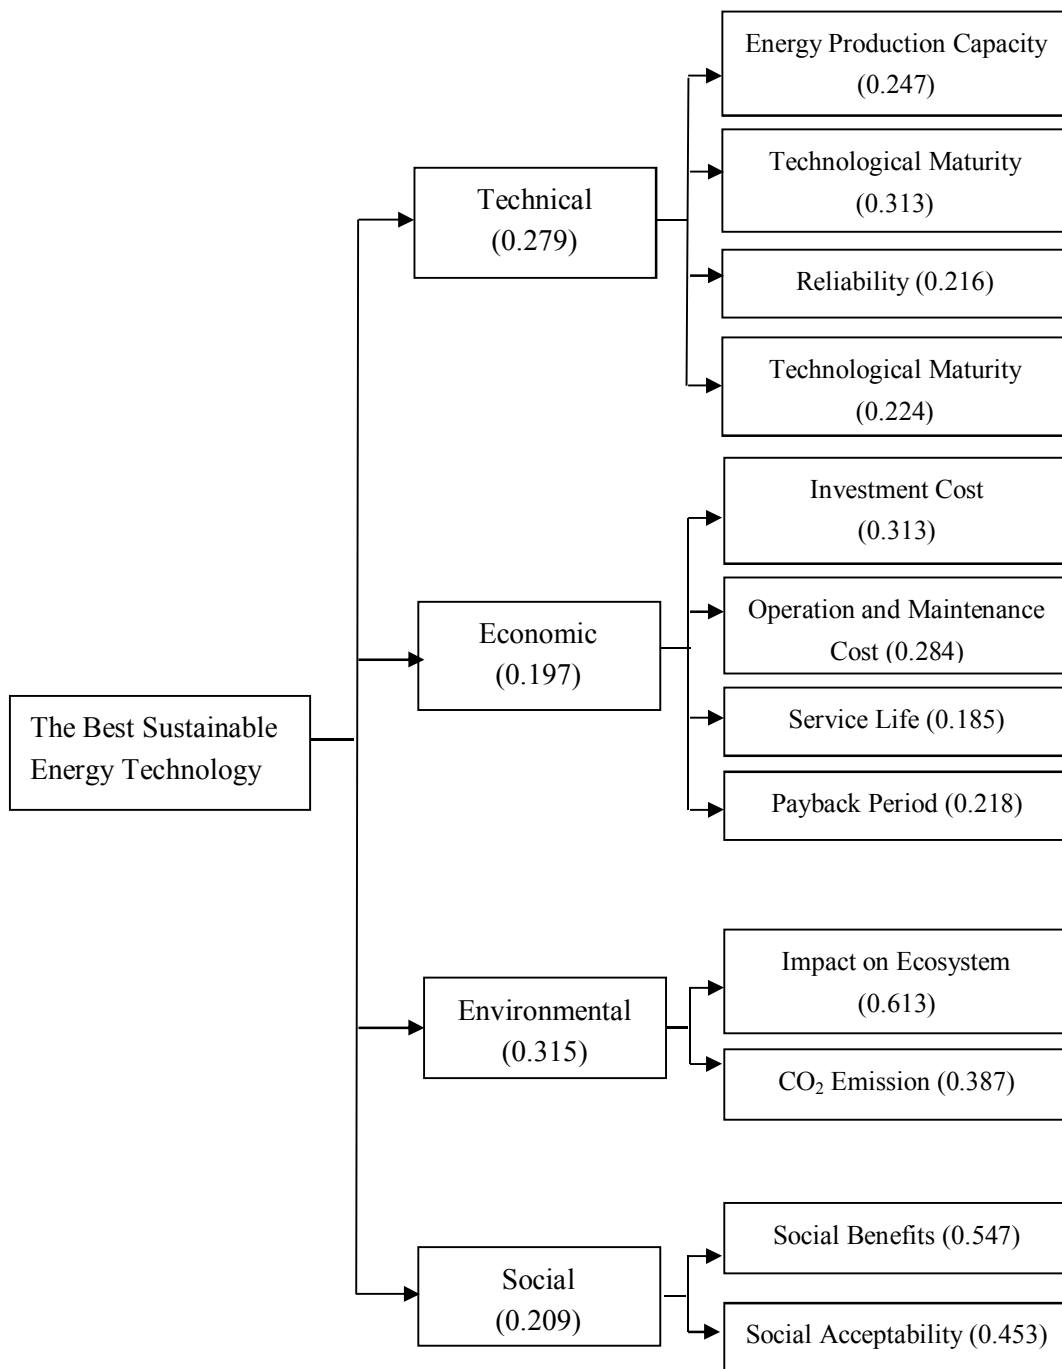 The Best Sustainable
Energy Technology
Technical
(0.279)
Energy Production Capacity
(0.247)
Technological Maturity
(0.313)
Reliability (0.216)
Technological Maturity
(0.224)
Economic
(0.197)
Investment Cost
(0.313)
Operation and Maintenance
Cost (0.284)
Service Life (0.185)
Payback Period (0.218)
Environmental
(0.315)
Impact on Ecosystem
(0.613)
CO₂ Emission (0.387)
Social
(0.209)
Social Benefits (0.547)
Social Acceptability (0.453)